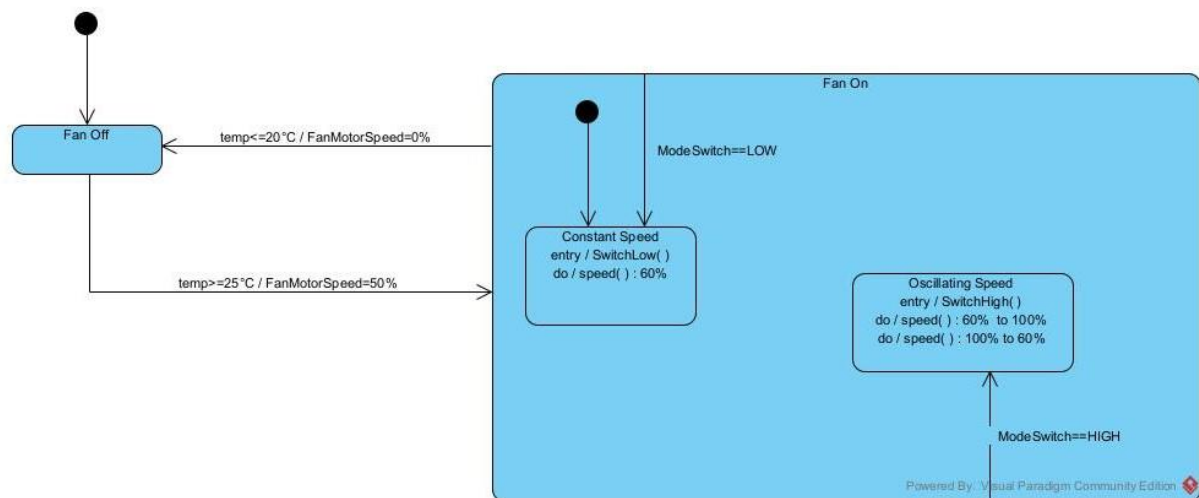 Fan On
Fan Off
temp<=20°C / FanMotorSpeed=0%
ModeSwitch==LOW
Constant Speed
entry / SwitchLow( )
do / speed( ) : 60%
temp>=25°C / FanMotorSpeed=50%
Oscillating Speed
entry / SwitchHigh( )
do / speed( ) : 60% to 100%
do / speed( ) : 100% to 60%
ModeSwitch==HIGH
Powered By: Visual Paradigm Community Edition